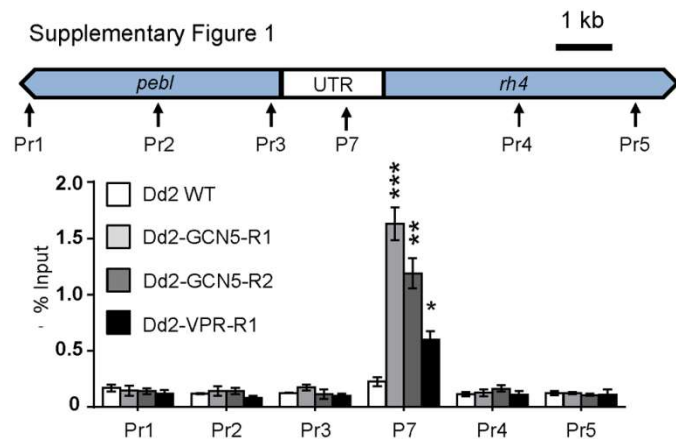 Supplementary Figure 1
1 kb
pebl UTR rh4
Pr1 Pr2 Pr3 P7 Pr4 Pr5
2.0
1.5
1.0
0.5
0
% Input
Dd2 WT
Dd2-GCN5-R1
Dd2-GCN5-R2
Dd2-VPR-R1
***
**
*
Pr1 Pr2 Pr3 P7 Pr4 Pr5